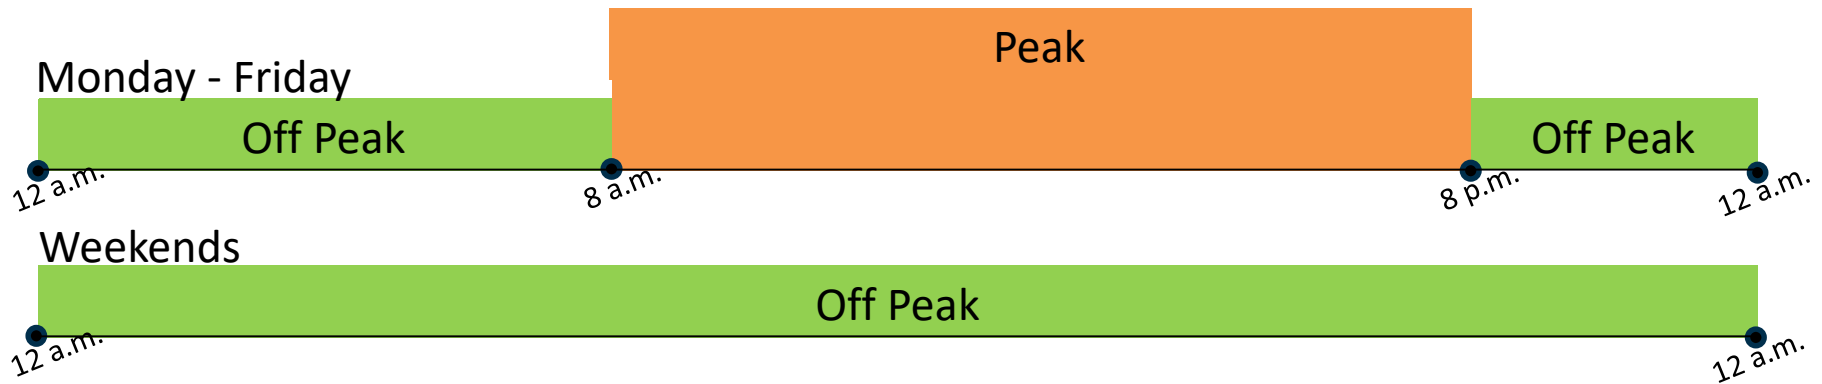 Peak
Monday - Friday
Off Peak
Off Peak
12 a.m.
8 a.m.
8 p.m.
12 a.m.
Weekends
Off Peak
12 a.m.
12 a.m.